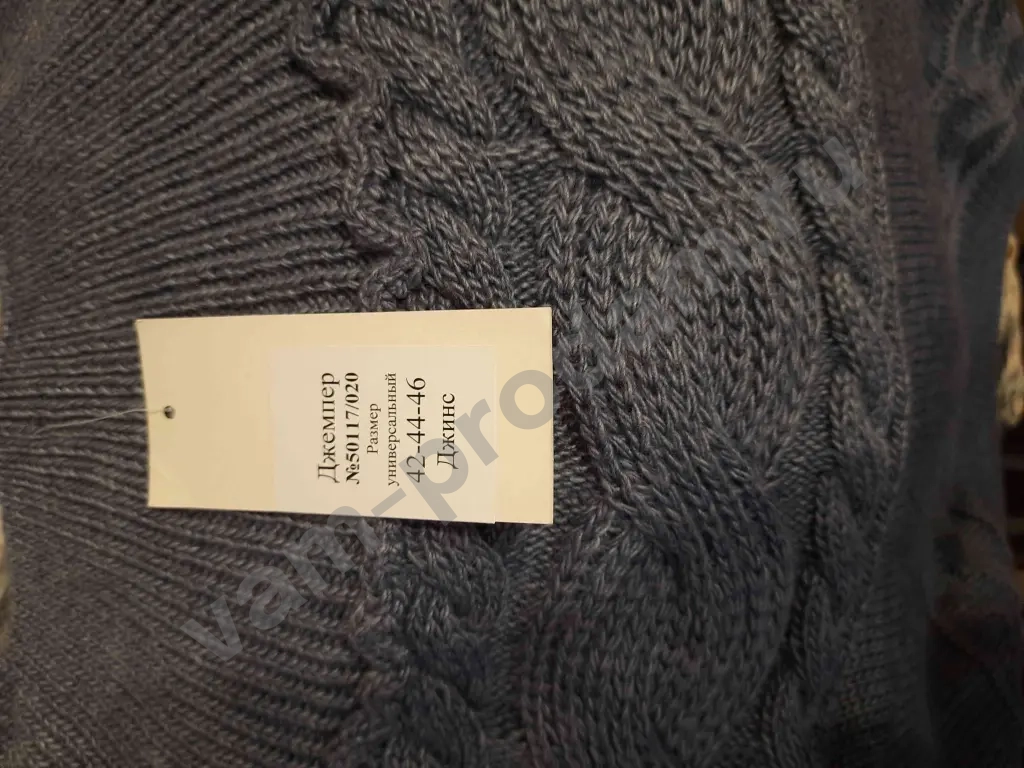 Джемпер
№50117/020
Размер
универсальный
42-44-46
Джинс